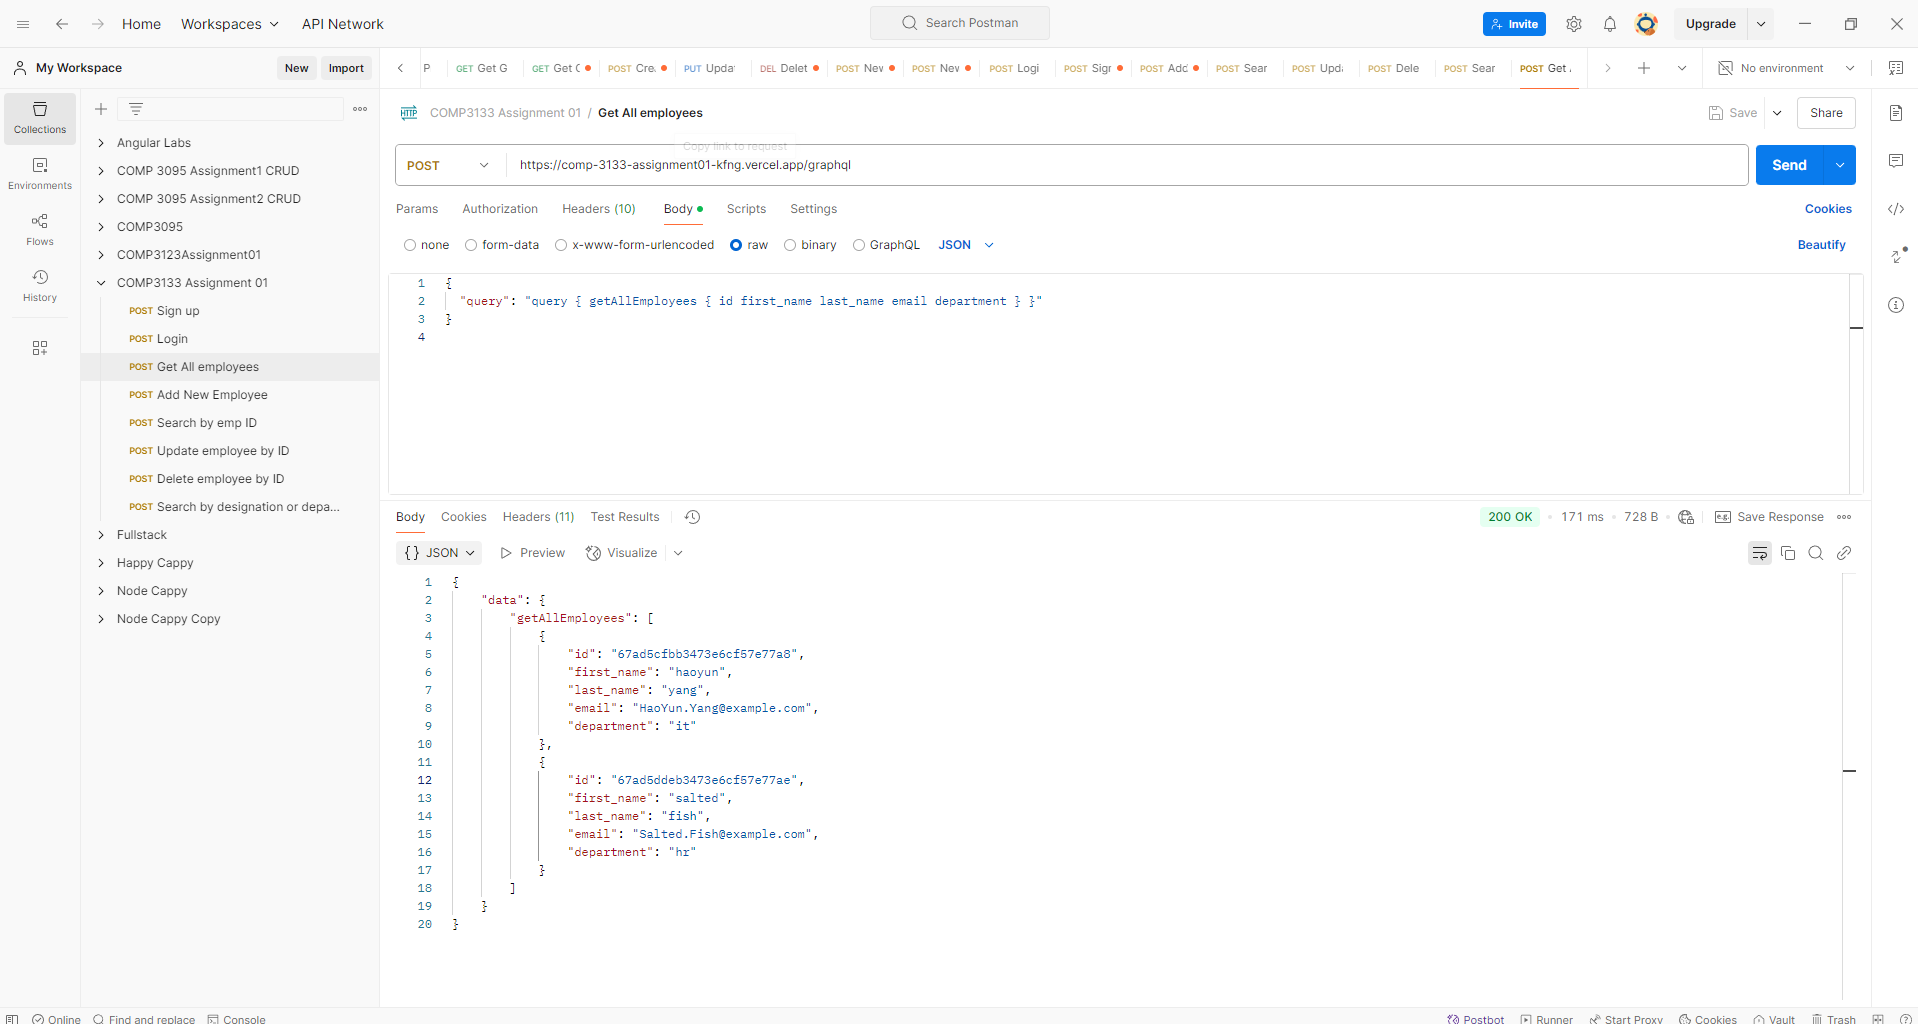 Home Workspaces API Network Search Postman Invite Upgrade
My Workspace New Import P GET Get G GET Get C POST Cre PUT Upda DEL Delet POST New POST New POST Logi POST Sign POST Add POST Sear POST Upda POST Dele POST Sear POST Get No environment
Collections
Environments
Flows
History
Angular Labs
COMP 3095 Assignment1 CRUD
COMP 3095 Assignment2 CRUD
COMP3095
COMP3123Assignment01
COMP3133 Assignment 01
POST Sign up
POST Login
POST Get All employees
POST Add New Employee
POST Search by emp ID
POST Update employee by ID
POST Delete employee by ID
POST Search by designation or depa...
Fullstack
Happy Cappy
Node Cappy
Node Cappy Copy
HTTP COMP3133 Assignment 01 / Get All employees Save Share
Copy link to request
POST https://comp-3133-assignment01-kfng.vercel.app/graphql Send
Params Authorization Headers (10) Body Scripts Settings Cookies
none form-data x-www-form-urlencoded raw binary GraphQL JSON Beautify
1 {
2 "query": "query { getAllEmployees { id first_name last_name email department } }"
3 }
4
Body Cookies Headers (11) Test Results 200 OK 171 ms 728 B e.g. Save Response
{} JSON Preview Visualize
1 {
2 "data": {
3 "getAllEmployees": [
4 {
5 "id": "67ad5cfbb3473e6cf57e77a8",
6 "first_name": "haoyun",
7 "last_name": "yang",
8 "email": "HaoYun.Yang@example.com",
9 "department": "it"
10 },
11 {
12 "id": "67ad5ddeb3473e6cf57e77ae",
13 "first_name": "salted",
14 "last_name": "fish",
15 "email": "Salted.Fish@example.com",
16 "department": "hr"
17 }
18 ]
19 }
20 }
Online Find and replace Console Postbot Runner Start Proxy Cookies Vault Trash